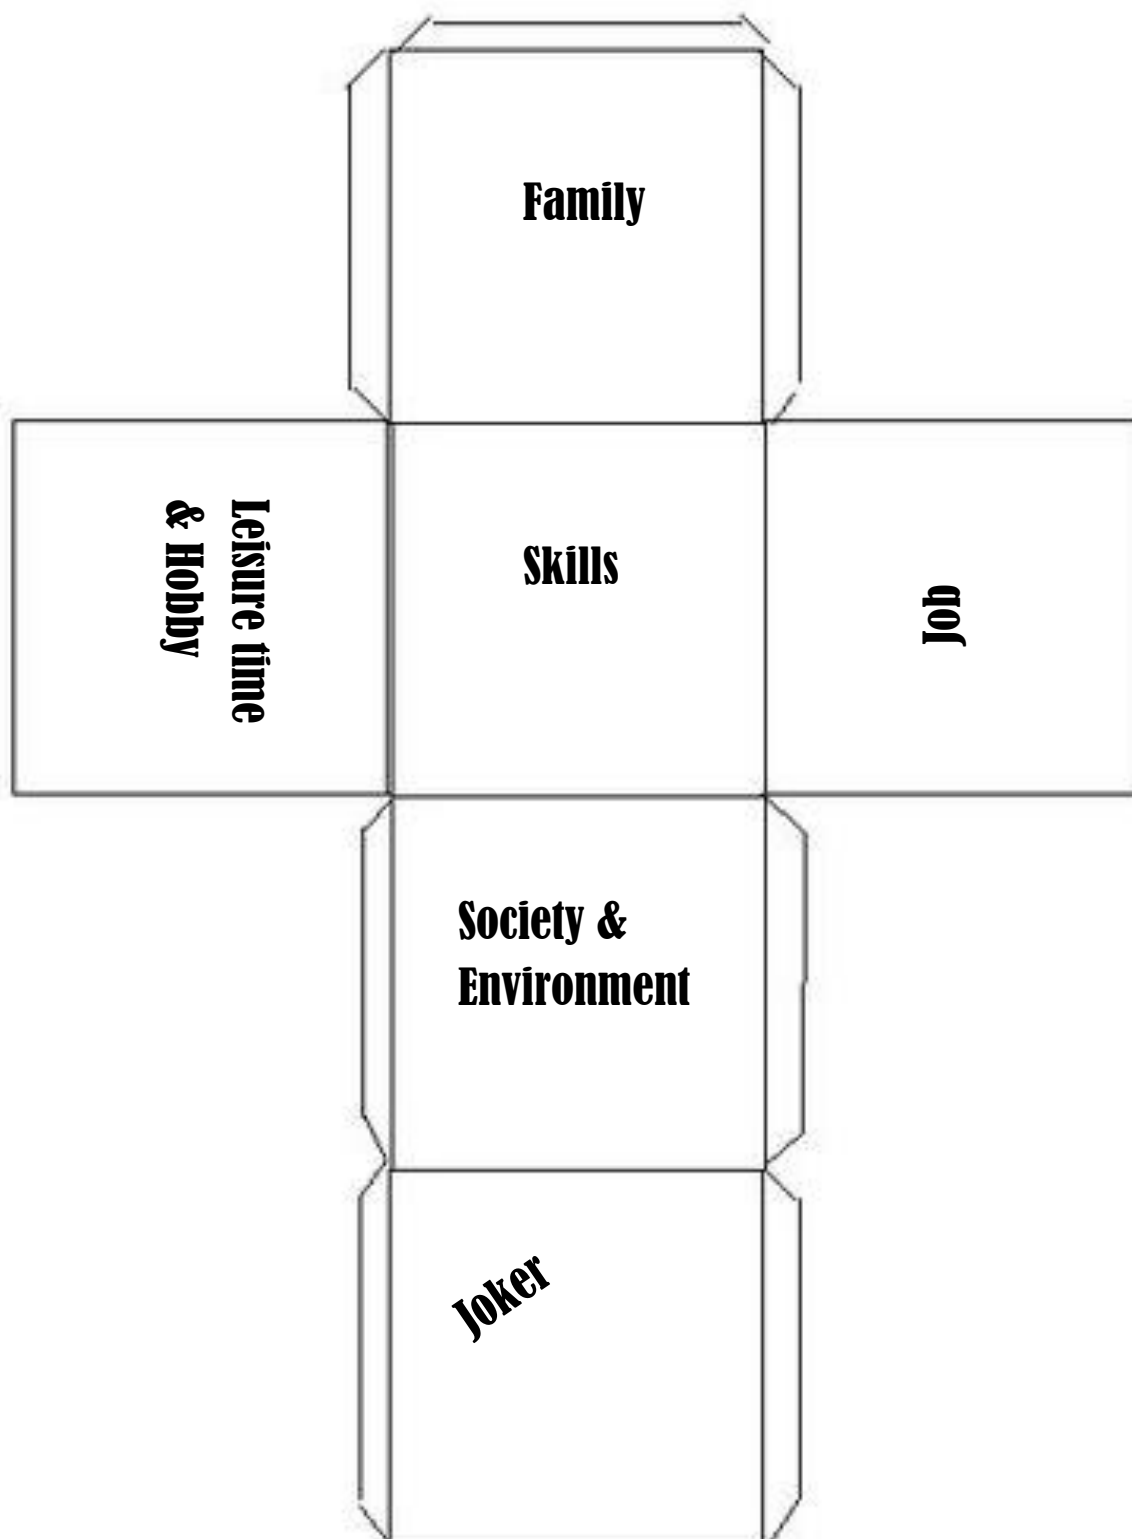 Family
Leisure time
& Hobby
Skills
Job
Society &
Environment
Joker